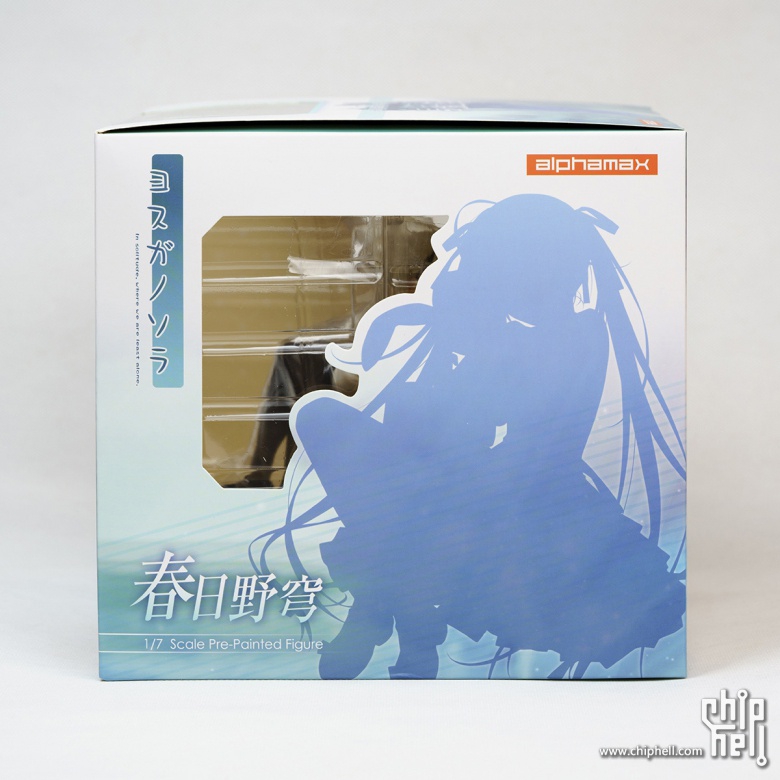 alphamax
ヨスガノソラ
In solitude, where we are least alone.
春日野穹
1/7 Scale Pre-Painted Figure
chip
hell
www.chiphell.com